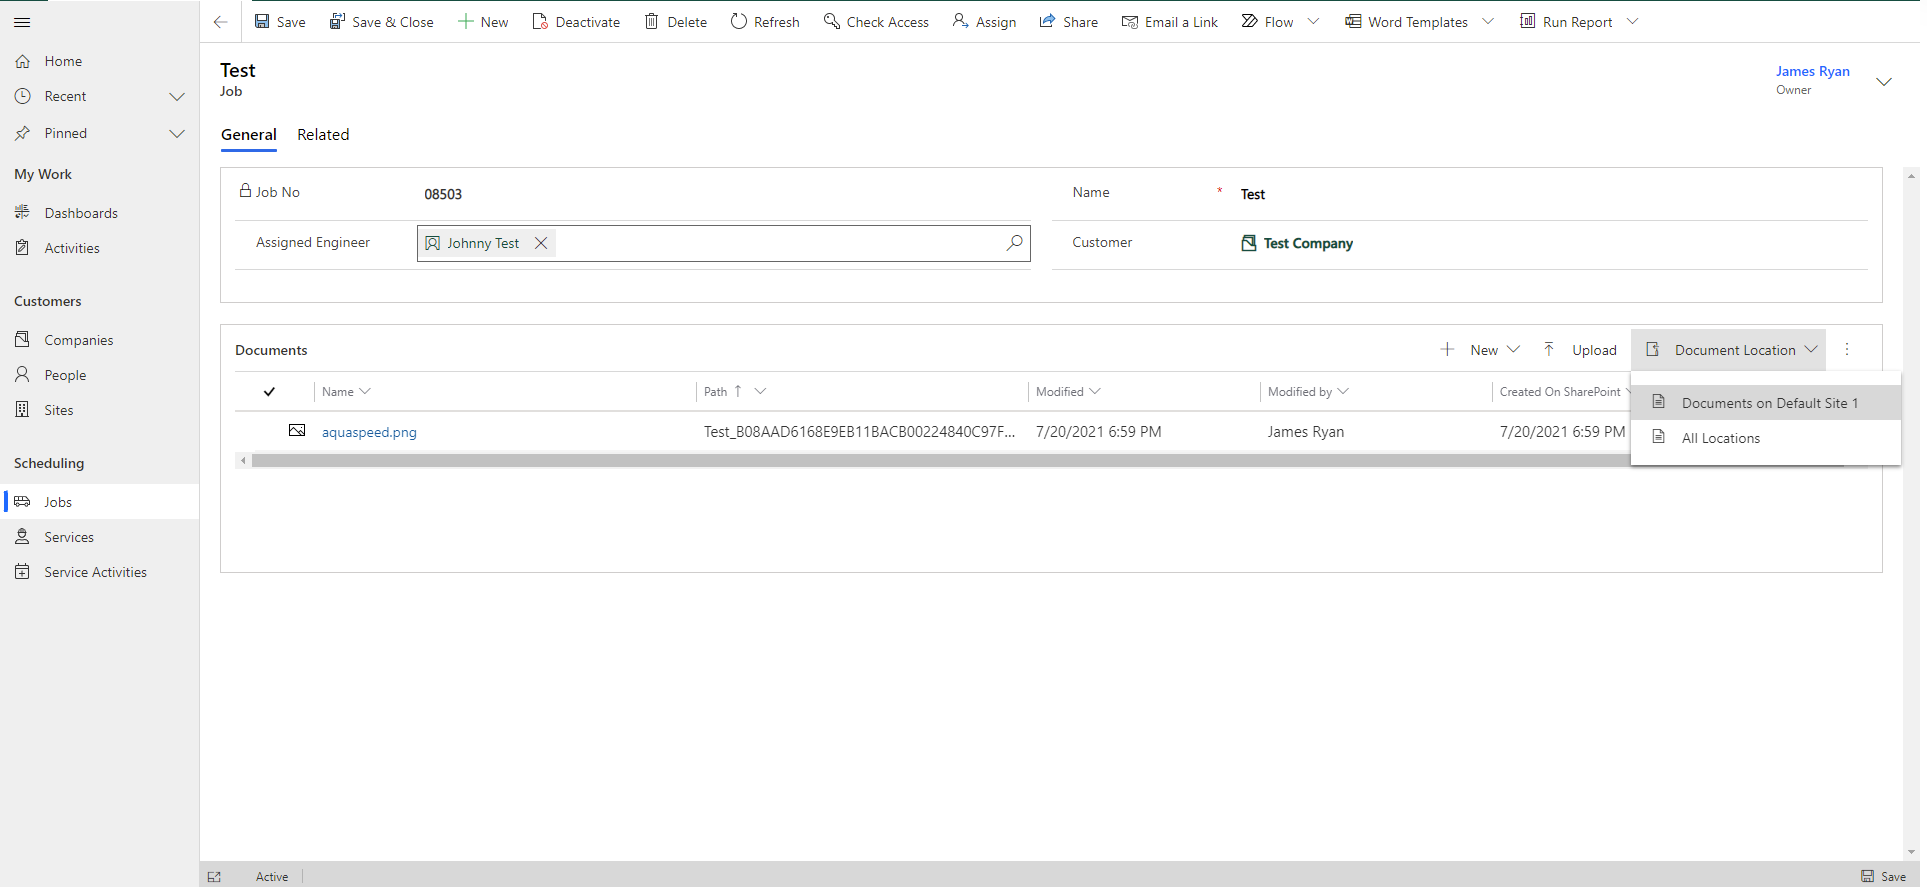 Save
Save & Close
New
Deactivate
Delete
Refresh
Check Access
Assign
Share
Email a Link
Flow
Word Templates
Run Report
Home
Recent
Pinned
My Work
Dashboards
Activities
Customers
Companies
People
Sites
Scheduling
Jobs
Services
Service Activities
Test
Job
James Ryan
Owner
General
Related
Job No
08503
Name
*
Test
Assigned Engineer
Johnny Test
Customer
Test Company
Documents
New
Upload
Document Location
Documents on Default Site 1
All Locations
Name
Path
Modified
Modified by
Created On SharePoint
aquaspeed.png
Test_B08AAD6168E9EB11BACB00224840C97F...
7/20/2021 6:59 PM
James Ryan
7/20/2021 6:59 PM
Active
Save